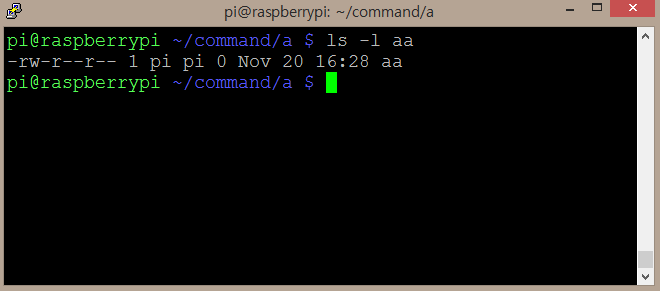 pi@raspberrypi: ~/command/a
pi@raspberrypi ~/command/a $ ls -l aa
-rw-r--r-- 1 pi pi 0 Nov 20 16:28 aa
pi@raspberrypi ~/command/a $